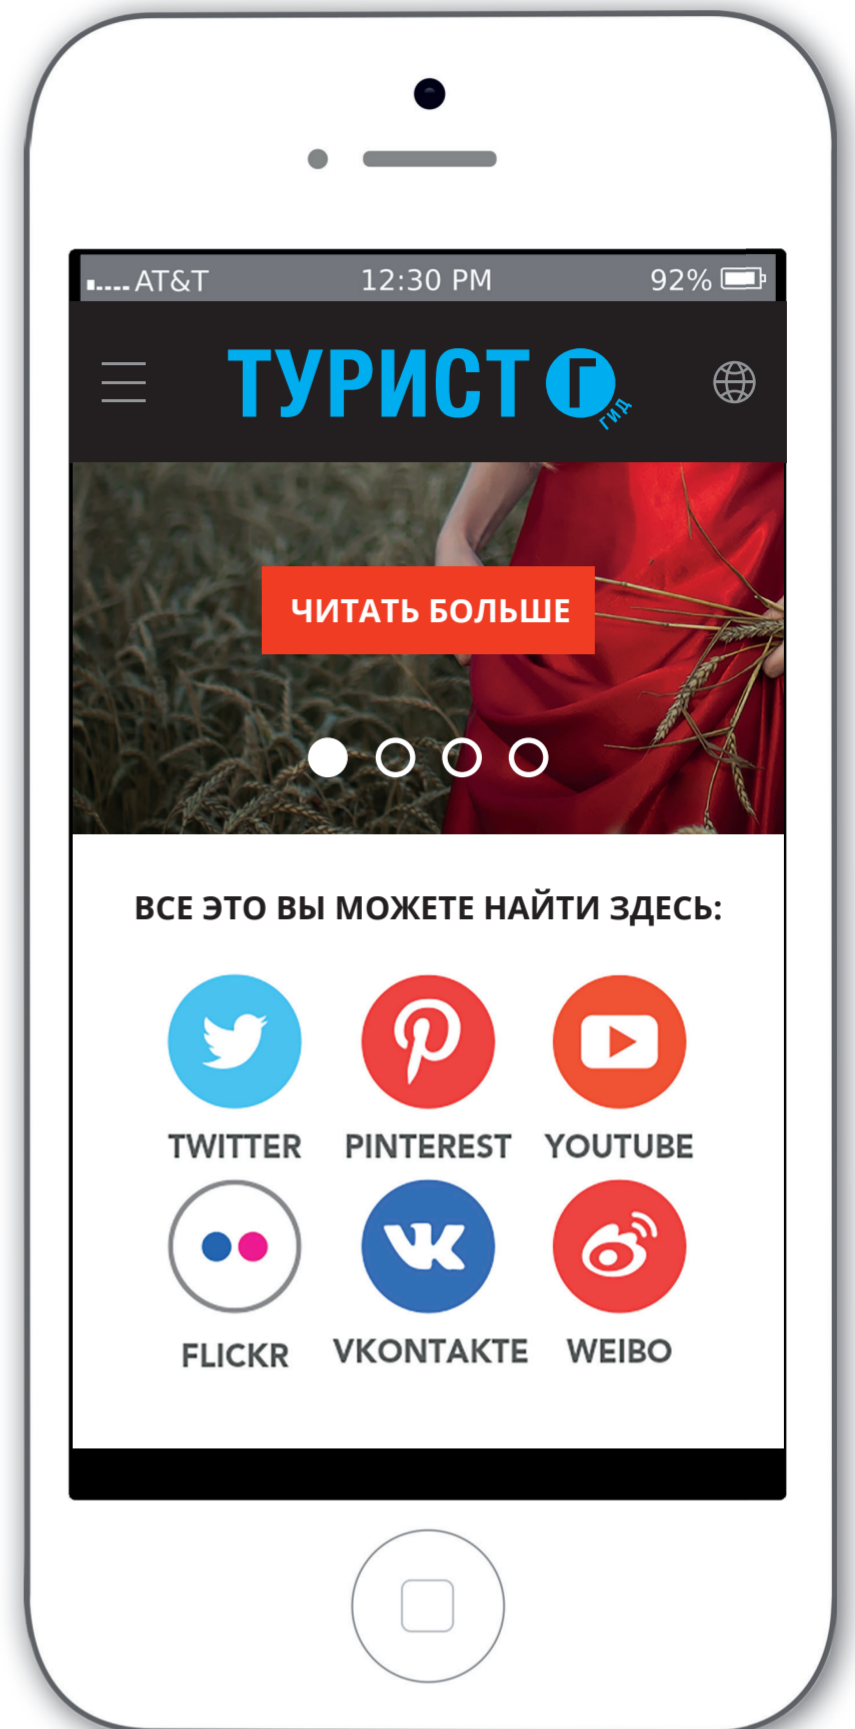 AT&T 12:30 PM 92%
ТУРИСТ Г
ГИД
ЧИТАТЬ БОЛЬШЕ
ВСЕ ЭТО ВЫ МОЖЕТЕ НАЙТИ ЗДЕСЬ:
TWITTER PINTEREST YOUTUBE
FLICKR VKONTAKTE WEIBO